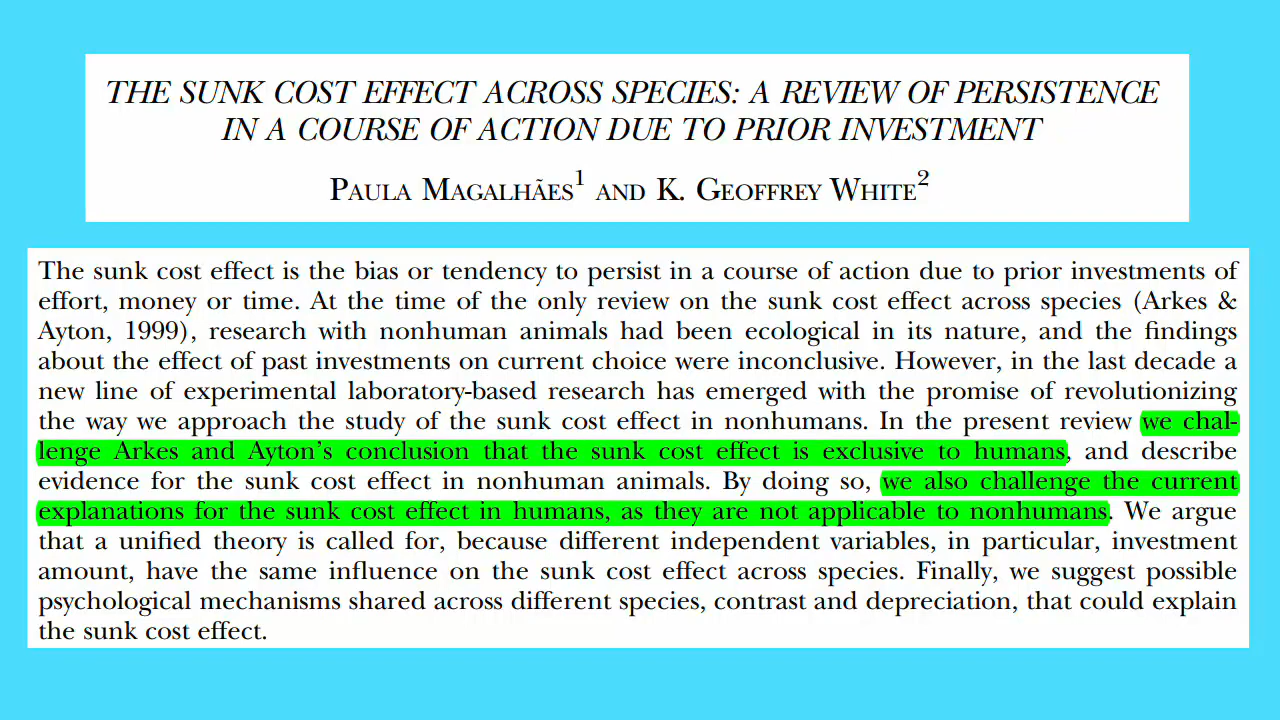 THE SUNK COST EFFECT ACROSS SPECIES: A REVIEW OF PERSISTENCE
IN A COURSE OF ACTION DUE TO PRIOR INVESTMENT
PAULA MAGALHÃES1 AND K. GEOFFREY WHITE2
The sunk cost effect is the bias or tendency to persist in a course of action due to prior investments of
effort, money or time. At the time of the only review on the sunk cost effect across species (Arkes &
Ayton, 1999), research with nonhuman animals had been ecological in its nature, and the findings
about the effect of past investments on current choice were inconclusive. However, in the last decade a
new line of experimental laboratory-based research has emerged with the promise of revolutionizing
the way we approach the study of the sunk cost effect in nonhumans. In the present review we chal-
lenge Arkes and Ayton's conclusion that the sunk cost effect is exclusive to humans, and describe
evidence for the sunk cost effect in nonhuman animals. By doing so, we also challenge the current
explanations for the sunk cost effect in humans, as they are not applicable to nonhumans. We argue
that a unified theory is called for, because different independent variables, in particular, investment
amount, have the same influence on the sunk cost effect across species. Finally, we suggest possible
psychological mechanisms shared across different species, contrast and depreciation, that could explain
the sunk cost effect.